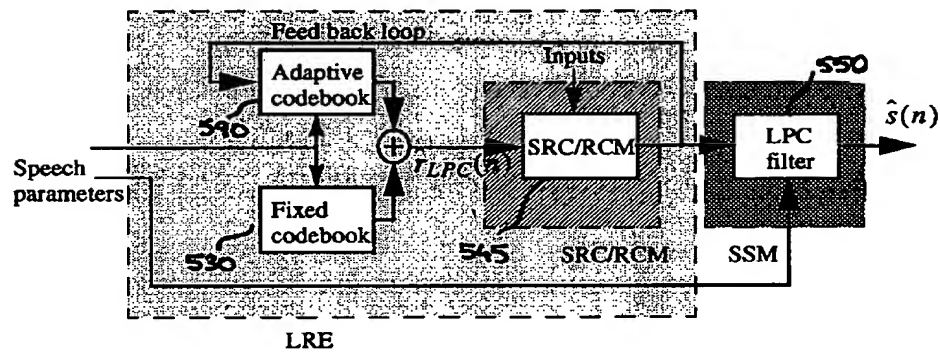 Feed back loop
Adaptive
codebook
590
Inputs
550
ŝ(n)
SRC/RCM
LPC
filter
r̂LPC(n)
Speech
parameters
Fixed
codebook
530
545
SRC/RCM
SSM
LRE